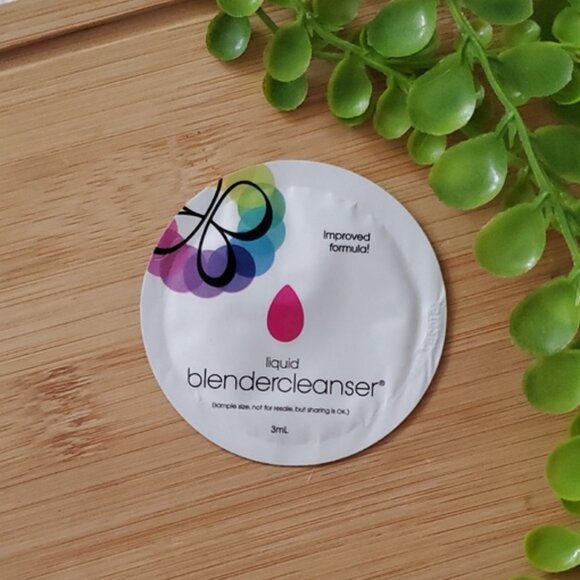 Improved
formula!
liquid
blendercleanser®
(sample size, not for resale, but sharing is OK.)
3mL